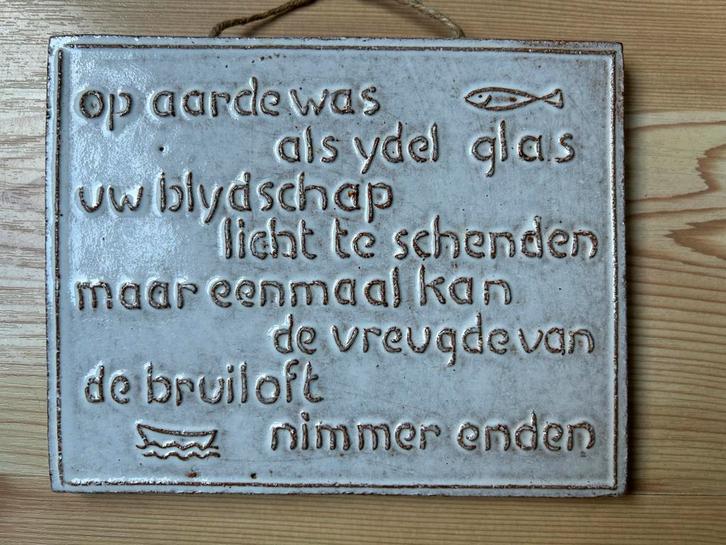 op aarde was
als ydel glas
uw blydschap
licht te schenden
maar eenmaal kan
de vreugde van
de bruiloft
nimmer enden